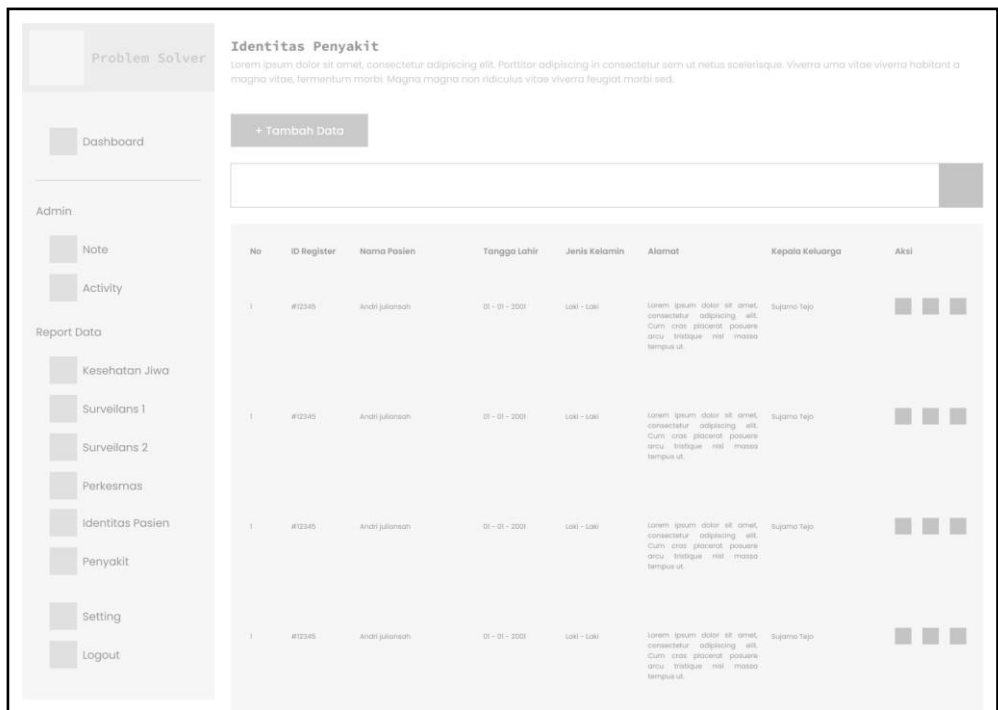 Problem Solver
Dashboard
Admin
Note
Activity
Report Data
Kesehatan Jiwa
Surveilans 1
Surveilans 2
Perkesmas
Identitas Pasien
Penyakit
Setting
Logout
Identitas Penyakit
Lorem ipsum dolor sit amet, consectetur adipiscing elit. Porttitor adipiscing in consectetur sem ut netus scelerisque. Viverra urna vitae viverra habitant a
magna vitae, fermentum morbi. Magna magna non ridiculus vitae viverra feugiat morbi sed.
+ Tambah Data
No ID Register Nama Pasien Tangga Lahir Jenis Kelamin Alamat Kepala Keluarga Aksi
1 #12345 Andri juliansah 01 - 01 - 2001 Laki - Laki Lorem ipsum dolor sit amet, Sujarno Tejo
consectetur adipiscing elit.
Cum cras placerat posuere
arcu tristique nisl massa
tempus ut.
1 #12345 Andri juliansah 01 - 01 - 2001 Laki - Laki Lorem ipsum dolor sit amet, Sujarno Tejo
consectetur adipiscing elit.
Cum cras placerat posuere
arcu tristique nisl massa
tempus ut.
1 #12345 Andri juliansah 01 - 01 - 2001 Laki - Laki Lorem ipsum dolor sit amet, Sujarno Tejo
consectetur adipiscing elit.
Cum cras placerat posuere
arcu tristique nisl massa
tempus ut.
1 #12345 Andri juliansah 01 - 01 - 2001 Laki - Laki Lorem ipsum dolor sit amet, Sujarno Tejo
consectetur adipiscing elit.
Cum cras placerat posuere
arcu tristique nisl massa
tempus ut.